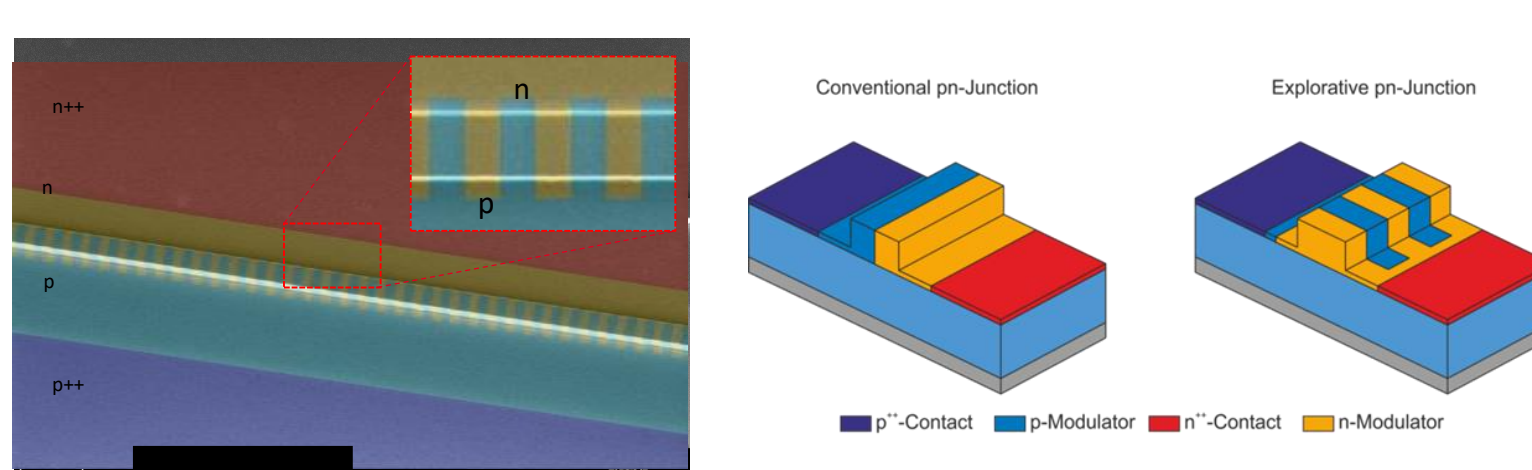 n++
n
p
p++
n
p
Conventional pn-Junction
Explorative pn-Junction
p⁺⁺-Contact
p-Modulator
n⁺⁺-Contact
n-Modulator